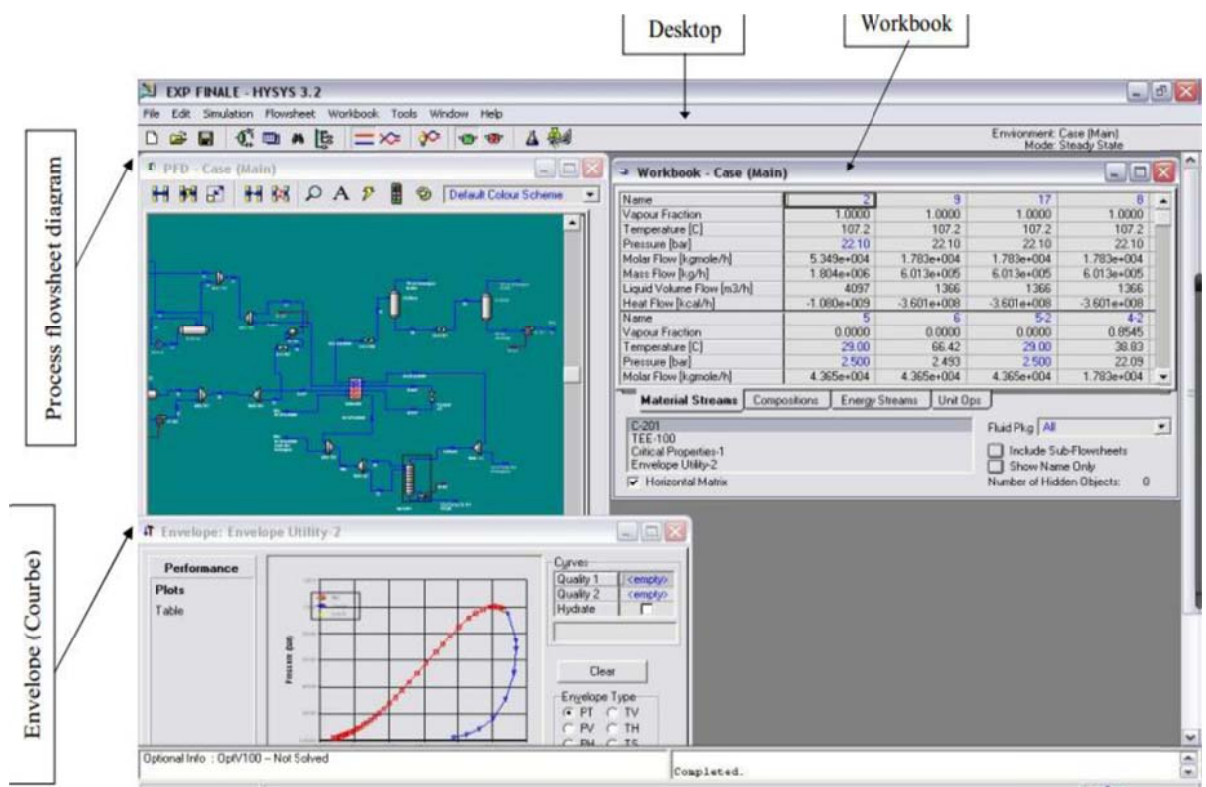 Desktop
Workbook
Process flowsheet diagram
Envelope (Courbe)
EXP FINALE - HYSYS 3.2
File Edit Simulation Flowsheet Workbook Tools Window Help
Environment: Case (Main)
Mode: Steady State
PFD - Case (Main)
A
Default Colour Scheme
Workbook - Case (Main)
Name 2 9 17 8
Vapour Fraction 1.0000 1.0000 1.0000 1.0000
Temperature [C] 107.2 107.2 107.2 107.2
Pressure [bar] 22.10 22.10 22.10 22.10
Molar Flow [kgmole/h] 5.349e+004 1.783e+004 1.783e+004 1.783e+004
Mass Flow [kg/h] 1.804e+006 6.013e+005 6.013e+005 6.013e+005
Liquid Volume Flow [m3/h] 4097 1366 1366 1366
Heat Flow [kcal/h] -1.080e+009 -3.601e+008 -3.601e+008 -3.601e+008
Name 5 6 5-2 4-2
Vapour Fraction 0.0000 0.0000 0.0000 0.8545
Temperature [C] 29.00 66.42 29.00 38.83
Pressure [bar] 2.500 2.493 2.500 22.09
Molar Flow [kgmole/h] 4.365e+004 4.365e+004 4.365e+004 1.783e+004
Material Streams Compositions Energy Streams Unit Ops
C-201
TEE-100
Critical Properties-1
Envelope Utility-2
Fluid Pkg All
Include Sub-Flowsheets
Show Name Only
Horizontal Matrix
Number of Hidden Objects: 0
Envelope: Envelope Utility-2
Performance
Plots
Table
Pressure (bar)
Curves
Quality 1 <empty>
Quality 2 <empty>
Hydrate
Clear
Envelope Type
PT TV
PV TH
PH TS
Optional Info : OptV100 -- Not Solved
Completed.